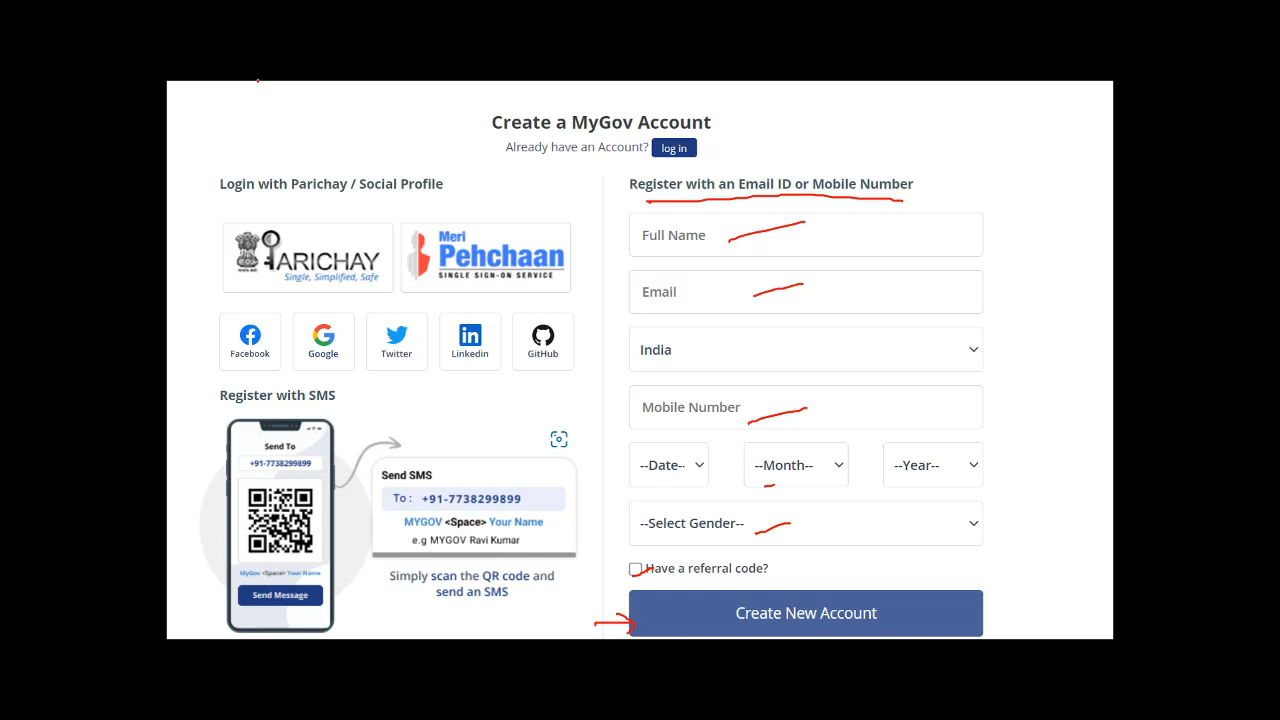 Create a MyGov Account
Already have an Account? log in
Login with Parichay / Social Profile
PARICHAY
Single, Simplified, Safe
Meri
Pehchaan
SINGLE SIGN-ON SERVICE
Facebook
Google
Twitter
Linkedin
GitHub
Register with SMS
Send To
+91-7738299899
MyGov <Space> Your Name
Send Message
Send SMS
To : +91-7738299899
MYGOV <Space> Your Name
e.g MYGOV Ravi Kumar
Simply scan the QR code and
send an SMS
Register with an Email ID or Mobile Number
Full Name
Email
India
Mobile Number
--Date-- --Month-- --Year--
--Select Gender--
Have a referral code?
Create New Account